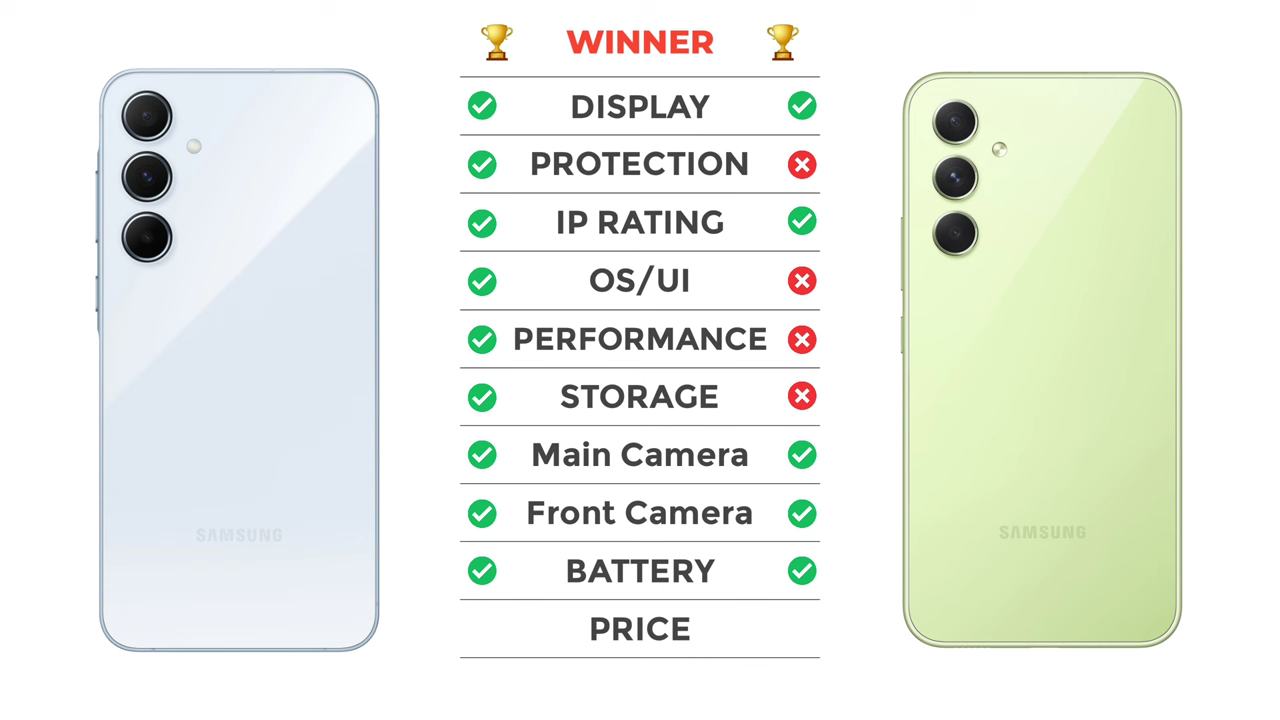 WINNER
DISPLAY
PROTECTION
IP RATING
OS/UI
PERFORMANCE
STORAGE
Main Camera
Front Camera
BATTERY
PRICE
SAMSUNG
SAMSUNG